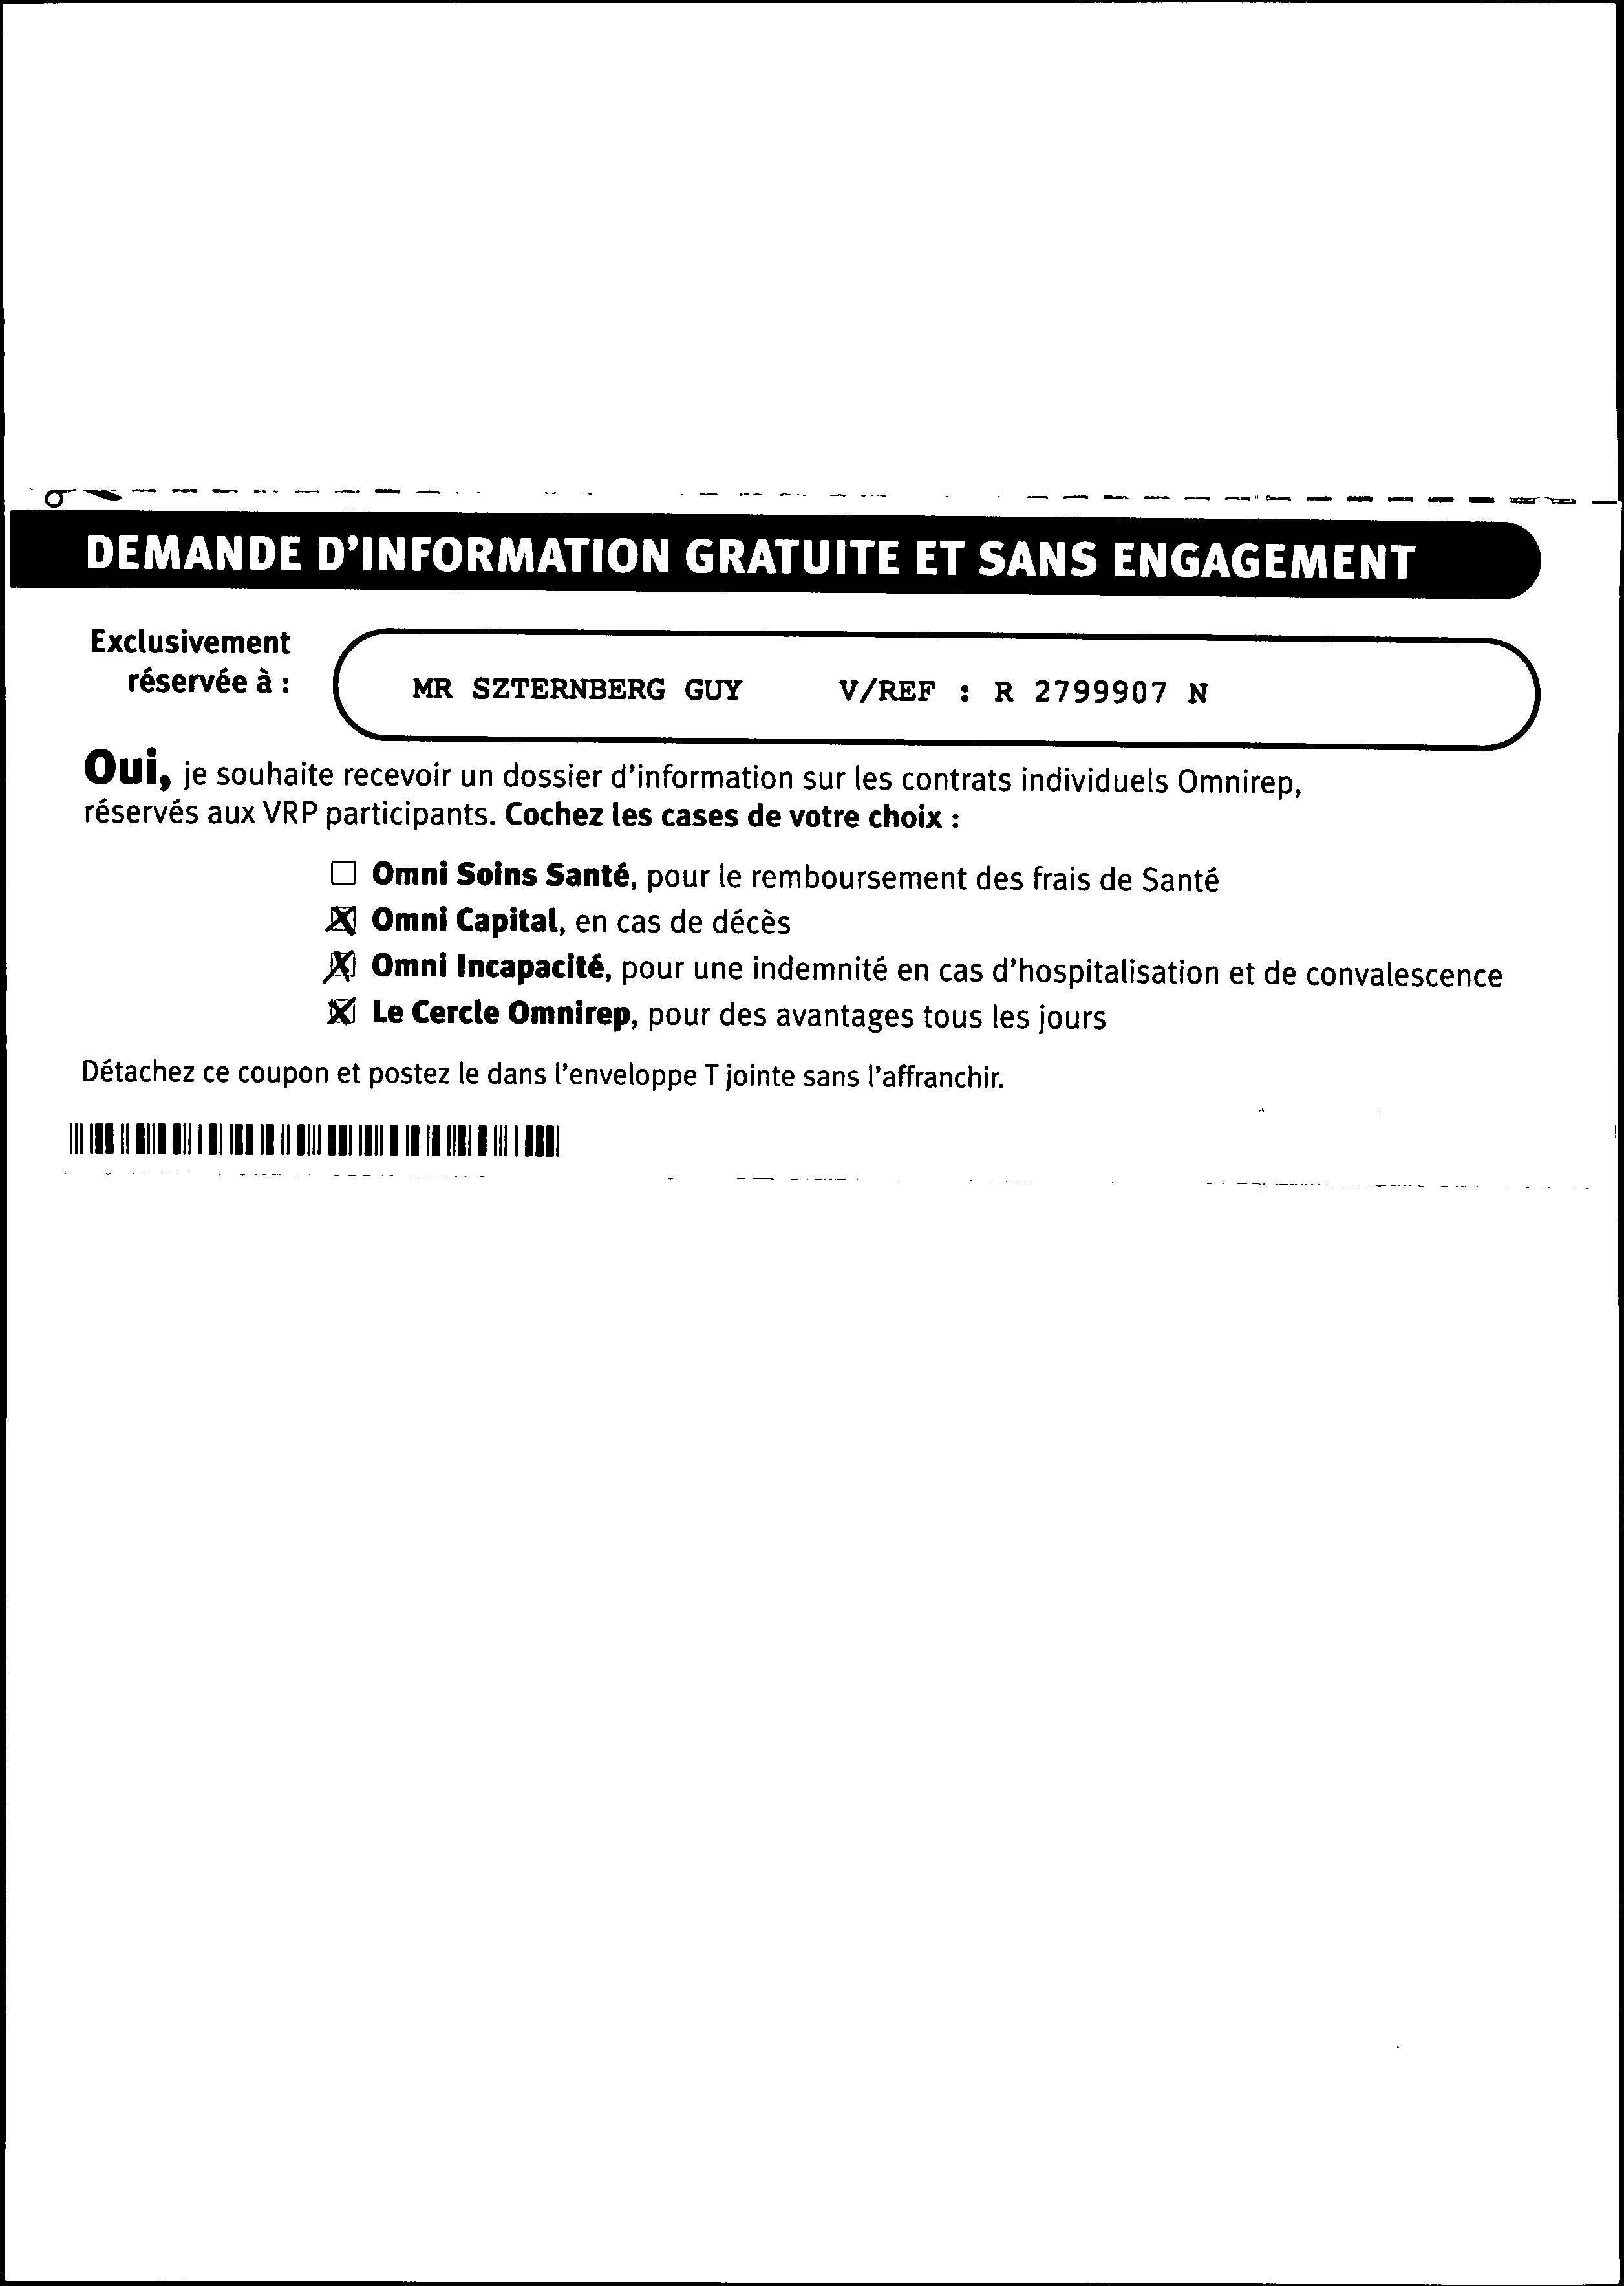 DEMANDE D'INFORMATION GRATUITE ET SANS ENGAGEMENT
Exclusivement
réservée à :
MR SZTERNBERG GUY V/REF : R 2799907 N
Oui, je souhaite recevoir un dossier d'information sur les contrats individuels Omnirep,
réservés aux VRP participants. Cochez les cases de votre choix :
☐ Omni Soins Santé, pour le remboursement des frais de Santé
☒ Omni Capital, en cas de décès
☒ Omni Incapacité, pour une indemnité en cas d'hospitalisation et de convalescence
☒ Le Cercle Omnirep, pour des avantages tous les jours
Détachez ce coupon et postez le dans l'enveloppe T jointe sans l'affranchir.